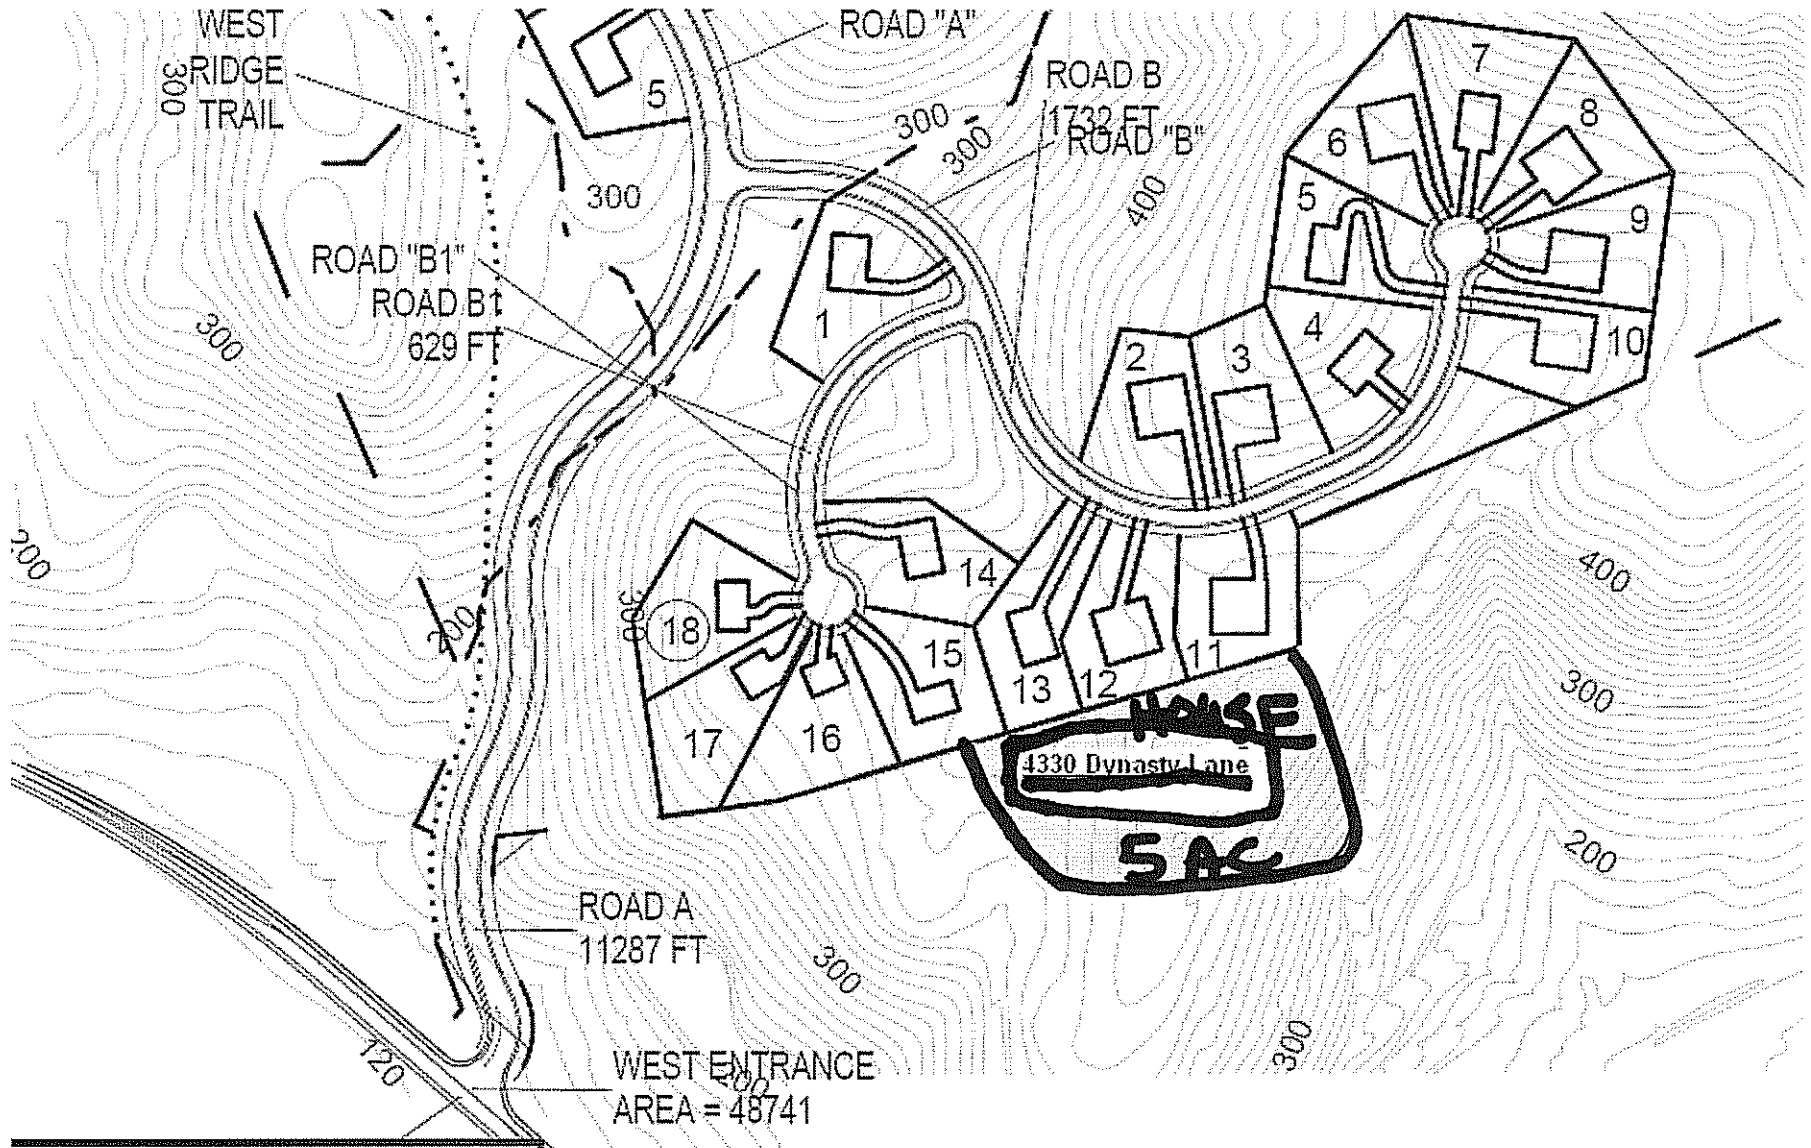 WEST
RIDGE
TRAIL
300
ROAD "A"
5
ROAD B
1732 FT
ROAD "B"
300
300
300
400
7
8
6
5
9
4
10
ROAD "B1"
ROAD B1
629 FT
300
1
2
3
200
200
300
18
14
15
13
12
11
17
16
400
300
200
HOUSE
4330 Dynasty Lane
5 AC
ROAD A
11287 FT
300
300
120
WEST ENTRANCE
200
AREA = 48741